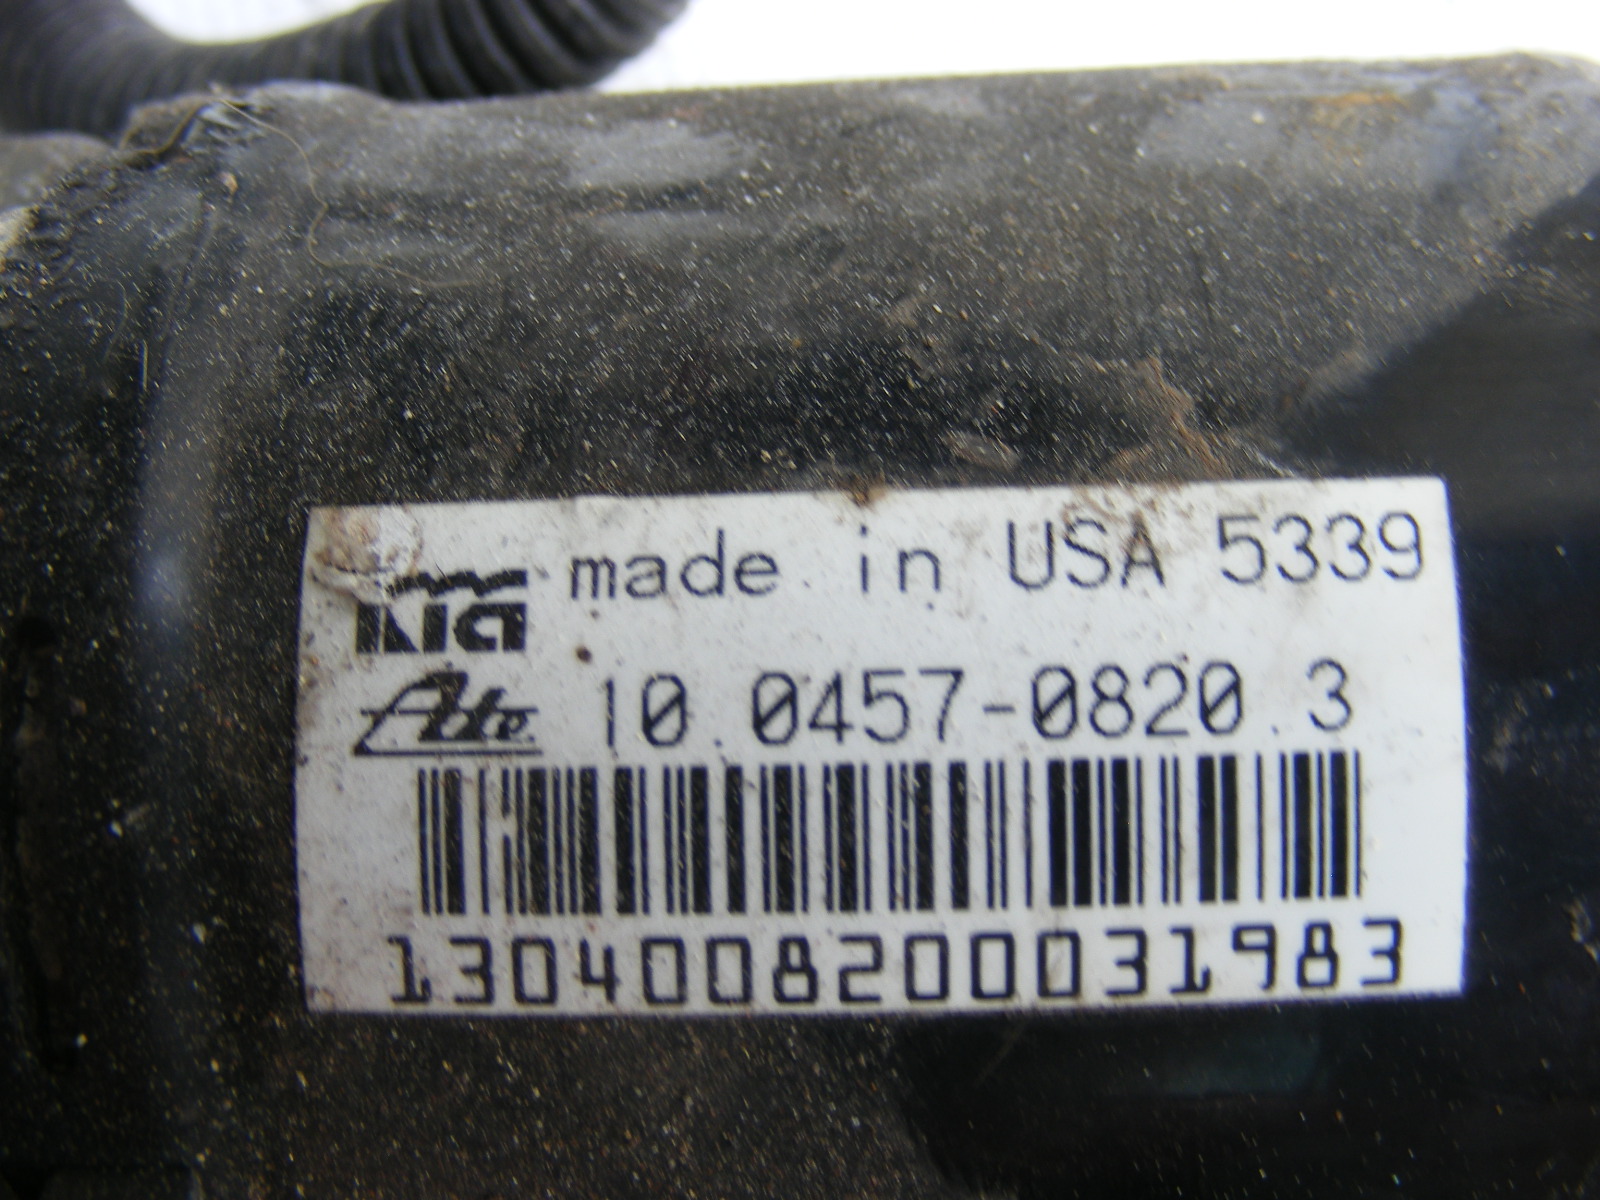 made in USA 5339
KIA
Ate 10.0457-0820.3
1304008200031983